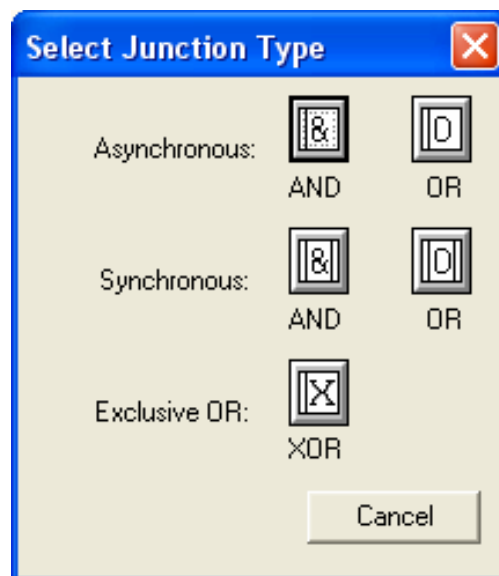 Select Junction Type
Asynchronous: & O
AND OR
Synchronous: & O
AND OR
Exclusive OR: X
XOR
Cancel